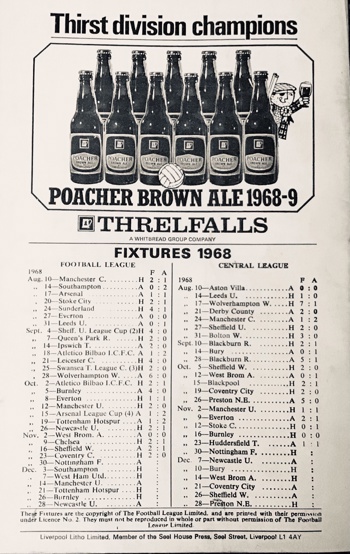 Thirst division champions
POACHER BROWN ALE 1968-9
THRELFALLS
A WHITBREAD GROUP COMPANY
FIXTURES 1968
FOOTBALL LEAGUE
1968 F A
Aug. 10—Manchester C. H 2 : 1
„ 14—Southampton A 0 : 2
„ 17—Arsenal A 1 : 1
„ 20—Stoke City H 2 : 1
„ 24—Sunderland H 4 : 1
„ 27—Everton A 0 :
„ 31—Leeds U. A 0 : 1
Sept. 4—Sheff. U. League Cup (2) H 4 : 0
„ 7—Queen's Park R. H 2 : 0
„ 14—Ipswich T. A 2 : 0
„ 18—Atletico Bilbao I.C.F.C. A 1 : 2
„ 21—Leicester C. H 4 : 0
„ 25—Swansea T. League C. (3) H 2 : 0
„ 28—Wolverhampton W. A 6 : 0
Oct. 2—Atletico Bilbao I.C.F.C. H 2 : 1
„ 5—Burnley A 4 : 0
„ 8—Everton H 1 : 1
„ 12—Manchester U. H 2 : 0
„ 15—Arsenal League Cup (4) A 1 : 2
„ 19—Tottenham Hotspur A 1 : 2
„ 26—Newcastle U. H 2 : 1
Nov. 2—West Brom. A. A 0 : 0
„ 9—Chelsea H 2 : 1
„ 16—Sheffield W. A 2 : 1
„ 23—Coventry C. H 2 : 0
„ 30—Nottingham F. A :
Dec. 3—Southampton H :
„ 7—West Ham Utd. H :
„ 14—Manchester U. A :
„ 21—Tottenham Hotspur H :
„ 26—Burnley H :
„ 28—Newcastle U. A :
CENTRAL LEAGUE
1968 F A
Aug. 10—Aston Villa A 0 : 0
„ 14—Leeds U. H 1 : 0
„ 17—Wolverhampton W. H 7 : 1
„ 21—Derby County A 2 : 0
„ 24—Manchester C. A 1 : 2
„ 27—Sheffield U. H 2 : 0
„ 31—Bolton W. H 3 : 0
Sept. 10—Blackburn R. H 2 : 1
„ 14—Bury A 0 : 1
„ 28—Blackburn R. A 5 : 1
Oct. 5—Sheffield W. H 2 : 0
„ 12—West Brom A. A 0 : 1
„ 15—Blackpool H 2 : 1
„ 19—Coventry City H 2 : 0
„ 26—Preston N.E. A 5 : 0
Nov. 2—Manchester U. H 1 : 1
„ 9—Everton A 2 : 1
„ 12—Stoke C. H 0 : 1
„ 16—Burnley H 0 : 0
„ 23—Huddersfield T. A 1 : 1
„ 30—Nottingham F. H :
Dec. 7—Newcastle U. A :
„ 10—Bury H :
„ 14—West Brom A. H :
„ 21—Coventry City A :
„ 26—Sheffield W. A :
„ 28—Preston N.E. H :
These Fixtures are the copyright of The Football League Limited, and are printed with their permission under Licence No. 2. They must not be reproduced in whole or part without permission of The Football League Limited.
Liverpool Litho Limited, Member of the Seel House Press, Seel Street, Liverpool L1 4AY